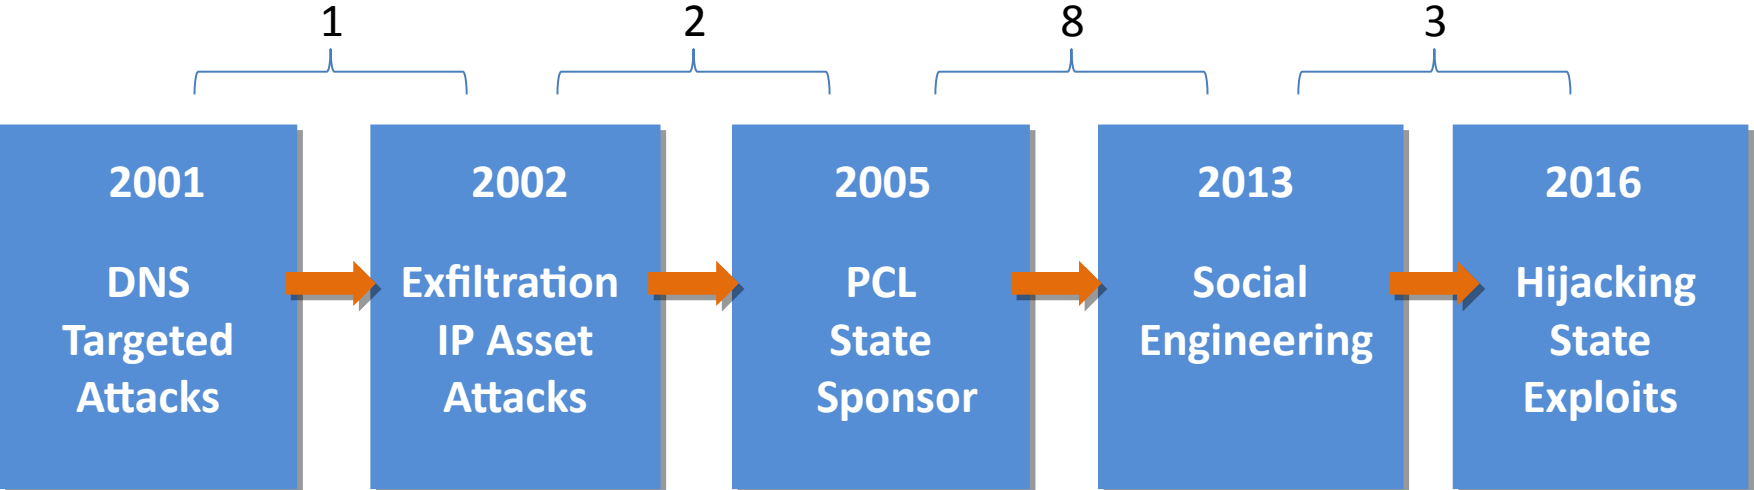 1
2
8
3
2001
DNS
Targeted
Attacks
2002
Exfiltration
IP Asset
Attacks
2005
PCL
State
Sponsor
2013
Social
Engineering
2016
Hijacking
State
Exploits